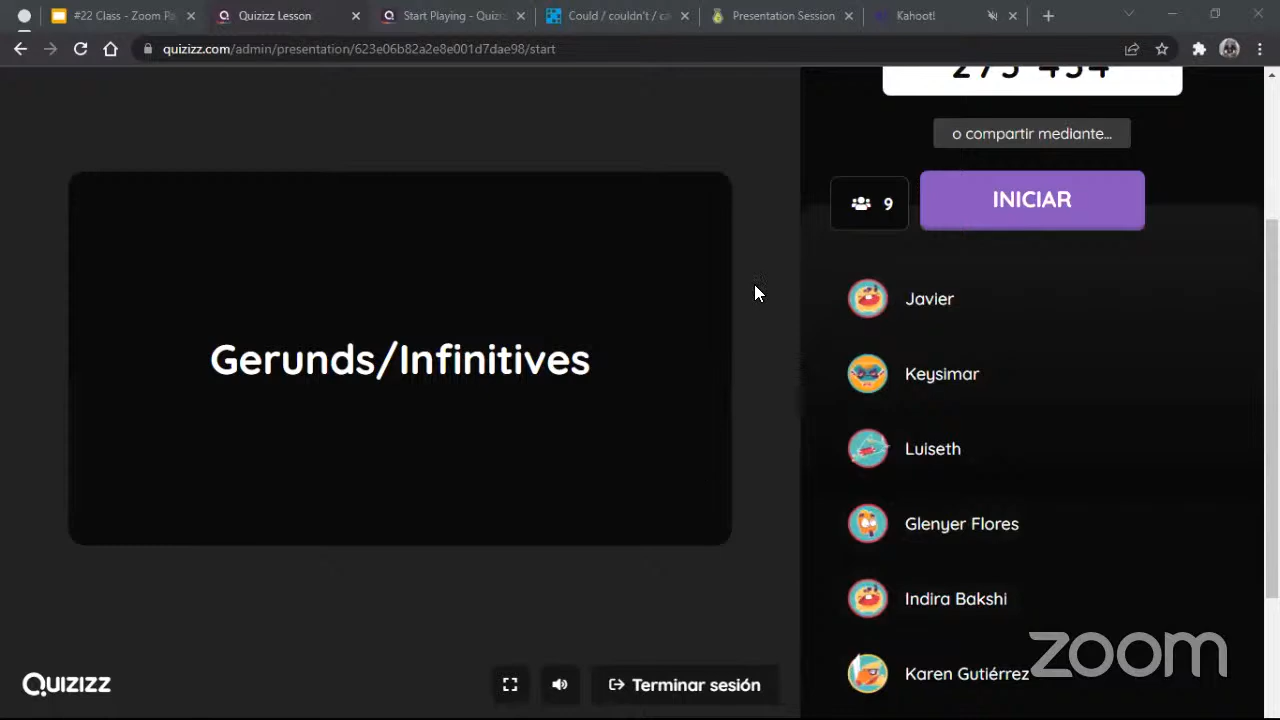 #22 Class - Zoom Pa
Quizizz Lesson
Start Playing - Quiz
Could / couldn't / ca
Presentation Session
Kahoot!
quizizz.com/admin/presentation/623e06b82a2e8e001d7dae98/start
o compartir mediante...
9
INICIAR
Javier
Keysimar
Gerunds/Infinitives
Luiseth
Glenyer Flores
Indira Bakshi
Karen Gutiérrez
zoom
Quizizz
Terminar sesión